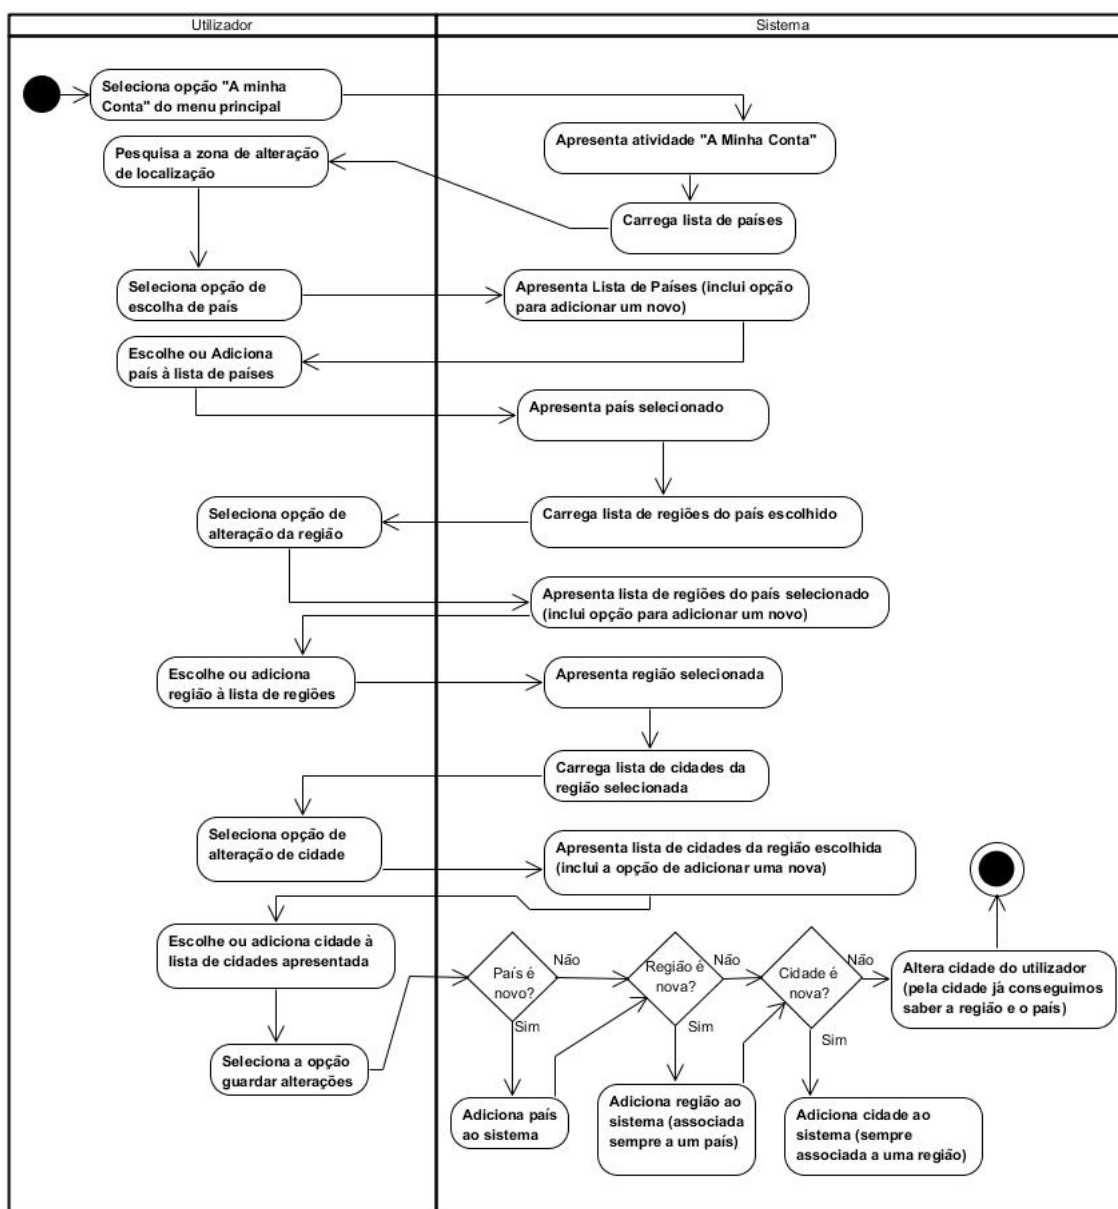 Utilizador
Sistema
Seleciona opção "A minha
Conta" do menu principal
Apresenta atividade "A Minha Conta"
Pesquisa a zona de alteração
de localização
Carrega lista de países
Seleciona opção de
escolha de país
Apresenta Lista de Países (inclui opção
para adicionar um novo)
Escolhe ou Adiciona
país à lista de países
Apresenta país selecionado
Seleciona opção de
alteração da região
Carrega lista de regiões do país escolhido
Apresenta lista de regiões do país selecionado
(inclui opção para adicionar um novo)
Escolhe ou adiciona
região à lista de regiões
Apresenta região selecionada
Carrega lista de cidades da
região selecionada
Seleciona opção de
alteração de cidade
Apresenta lista de cidades da região escolhida
(inclui a opção de adicionar uma nova)
Escolhe ou adiciona cidade à
lista de cidades apresentada
Seleciona a opção
guardar alterações
País é
novo?
Não
Sim
Região é
nova?
Não
Sim
Cidade é
nova?
Não
Sim
Altera cidade do utilizador
(pela cidade já conseguimos
saber a região e o país)
Adiciona país
ao sistema
Adiciona região ao
sistema (associada
sempre a um país)
Adiciona cidade ao
sistema (sempre
associada a uma região)